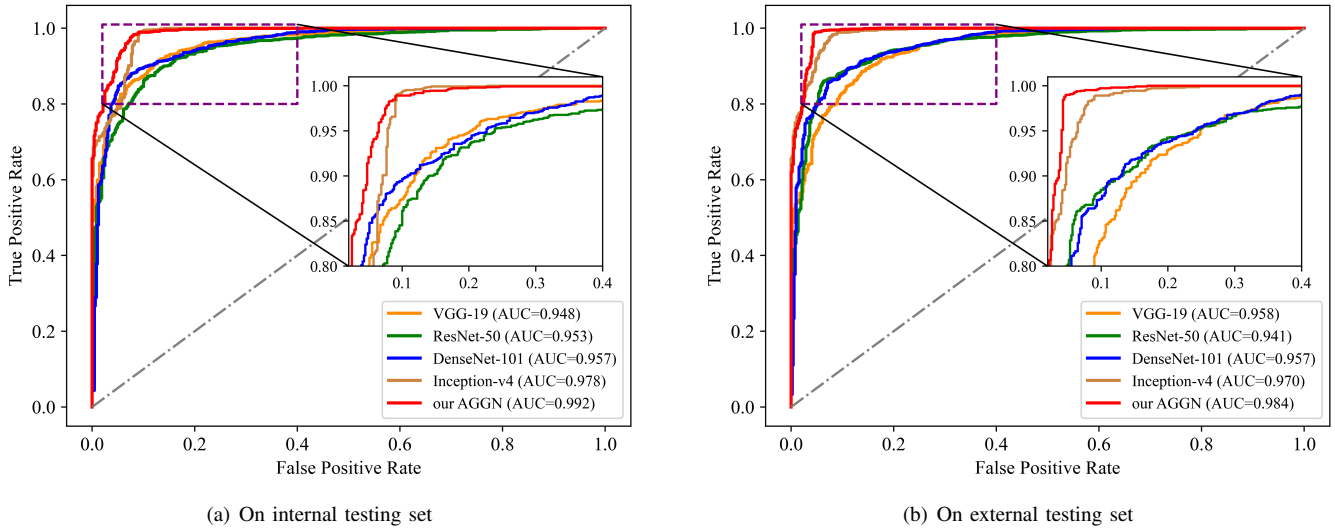 1.0
0.8
0.6
0.4
0.2
0.0
True Positive Rate
1.00
0.95
0.90
0.85
0.80
0.1 0.2 0.3 0.4
VGG-19 (AUC=0.948)
ResNet-50 (AUC=0.953)
DenseNet-101 (AUC=0.957)
Inception-v4 (AUC=0.978)
our AGGN (AUC=0.992)
0.0 0.2 0.4 0.6 0.8 1.0
False Positive Rate
(a) On internal testing set
1.0
0.8
0.6
0.4
0.2
0.0
True Positive Rate
1.00
0.95
0.90
0.85
0.80
0.1 0.2 0.3 0.4
VGG-19 (AUC=0.958)
ResNet-50 (AUC=0.941)
DenseNet-101 (AUC=0.957)
Inception-v4 (AUC=0.970)
our AGGN (AUC=0.984)
0.0 0.2 0.4 0.6 0.8 1.0
False Positive Rate
(b) On external testing set